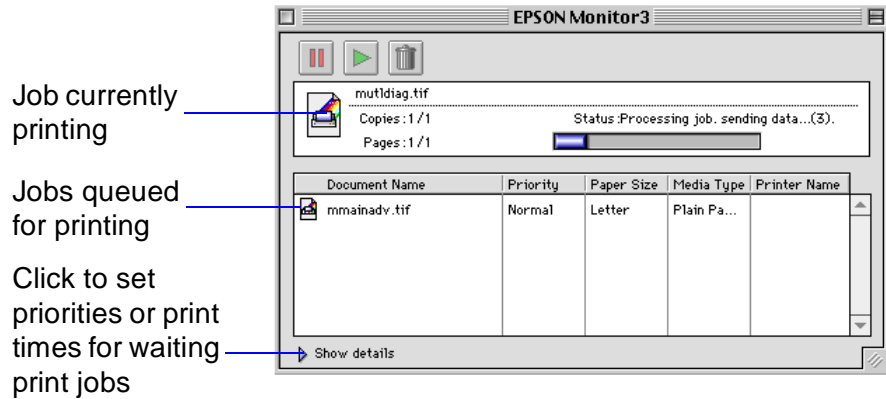 EPSON Monitor3
mutldiag.tif
Copies:1/1
Status:Processing job. sending data...(3).
Pages:1/1
Job currently
printing
Document Name Priority Paper Size Media Type Printer Name
mmainadv.tif Normal Letter Plain Pa...
Jobs queued
for printing
Click to set
priorities or print
times for waiting
print jobs
Show details